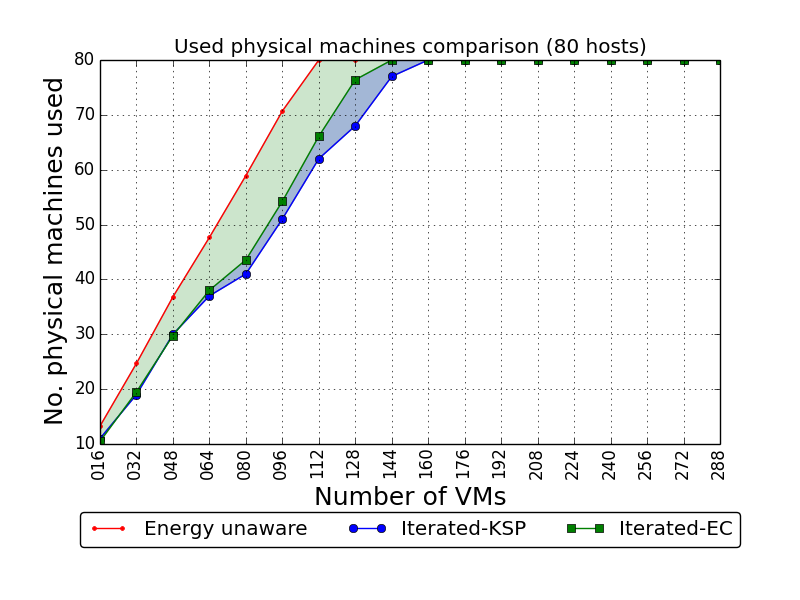 Used physical machines comparison (80 hosts)
No. physical machines used
80
70
60
50
40
30
20
10
016 032 048 064 080 096 112 128 144 160 176 192 208 224 240 256 272 288
Number of VMs
Energy unaware Iterated-KSP Iterated-EC